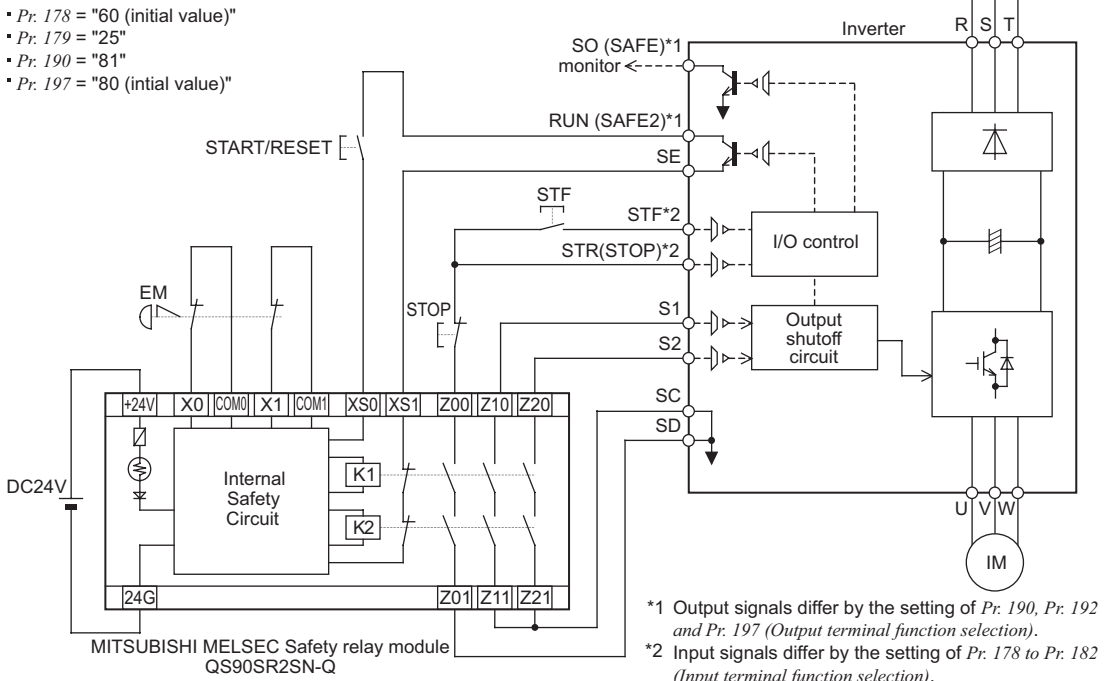 ▪ Pr. 178 = "60 (initial value)"
▪ Pr. 179 = "25"
▪ Pr. 190 = "81"
▪ Pr. 197 = "80 (intial value)"
Inverter
R S T
SO (SAFE)*1
monitor
RUN (SAFE2)*1
START/RESET
SE
STF
STF*2
STR(STOP)*2
I/O control
EM
STOP
S1
S2
Output
shutoff
circuit
SC
SD
+24V X0 COM0 X1 COM1 XS0 XS1 Z00 Z10 Z20
Internal
Safety
Circuit
K1
K2
DC24V
U V W
IM
24G Z01 Z11 Z21
MITSUBISHI MELSEC Safety relay module
QS90SR2SN-Q
*1 Output signals differ by the setting of Pr. 190, Pr. 192
and Pr. 197 (Output terminal function selection).
*2 Input signals differ by the setting of Pr. 178 to Pr. 182
(Input terminal function selection).